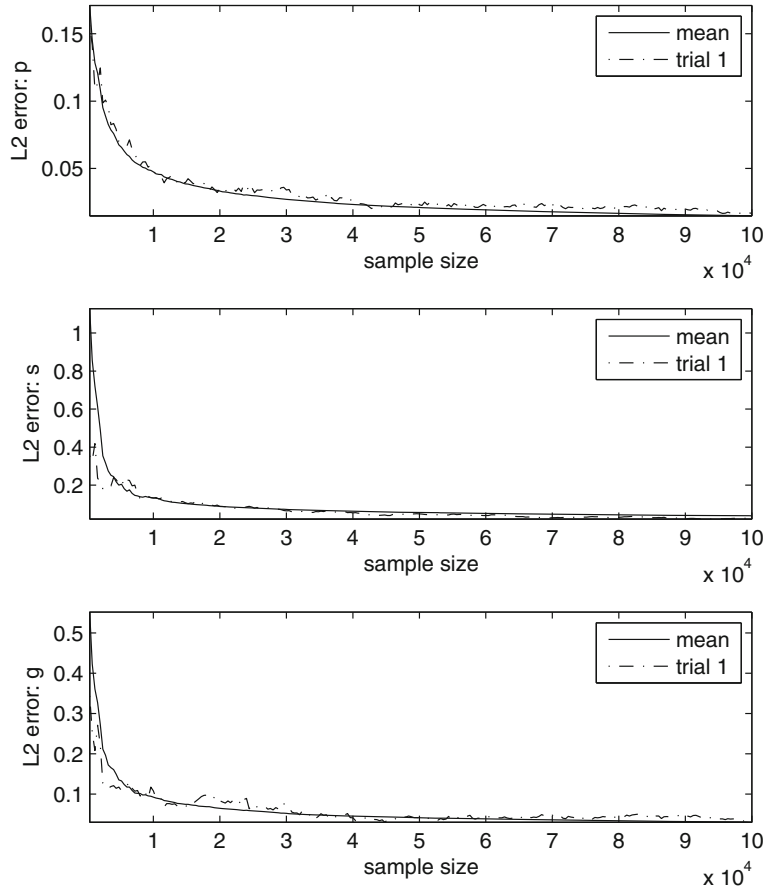 L2 error: p
0.15
0.1
0.05
mean
trial 1
1 2 3 4 5 6 7 8 9 10
sample size
x 10^4
L2 error: s
1
0.8
0.6
0.4
0.2
mean
trial 1
1 2 3 4 5 6 7 8 9 10
sample size
x 10^4
L2 error: g
0.5
0.4
0.3
0.2
0.1
mean
trial 1
1 2 3 4 5 6 7 8 9 10
sample size
x 10^4